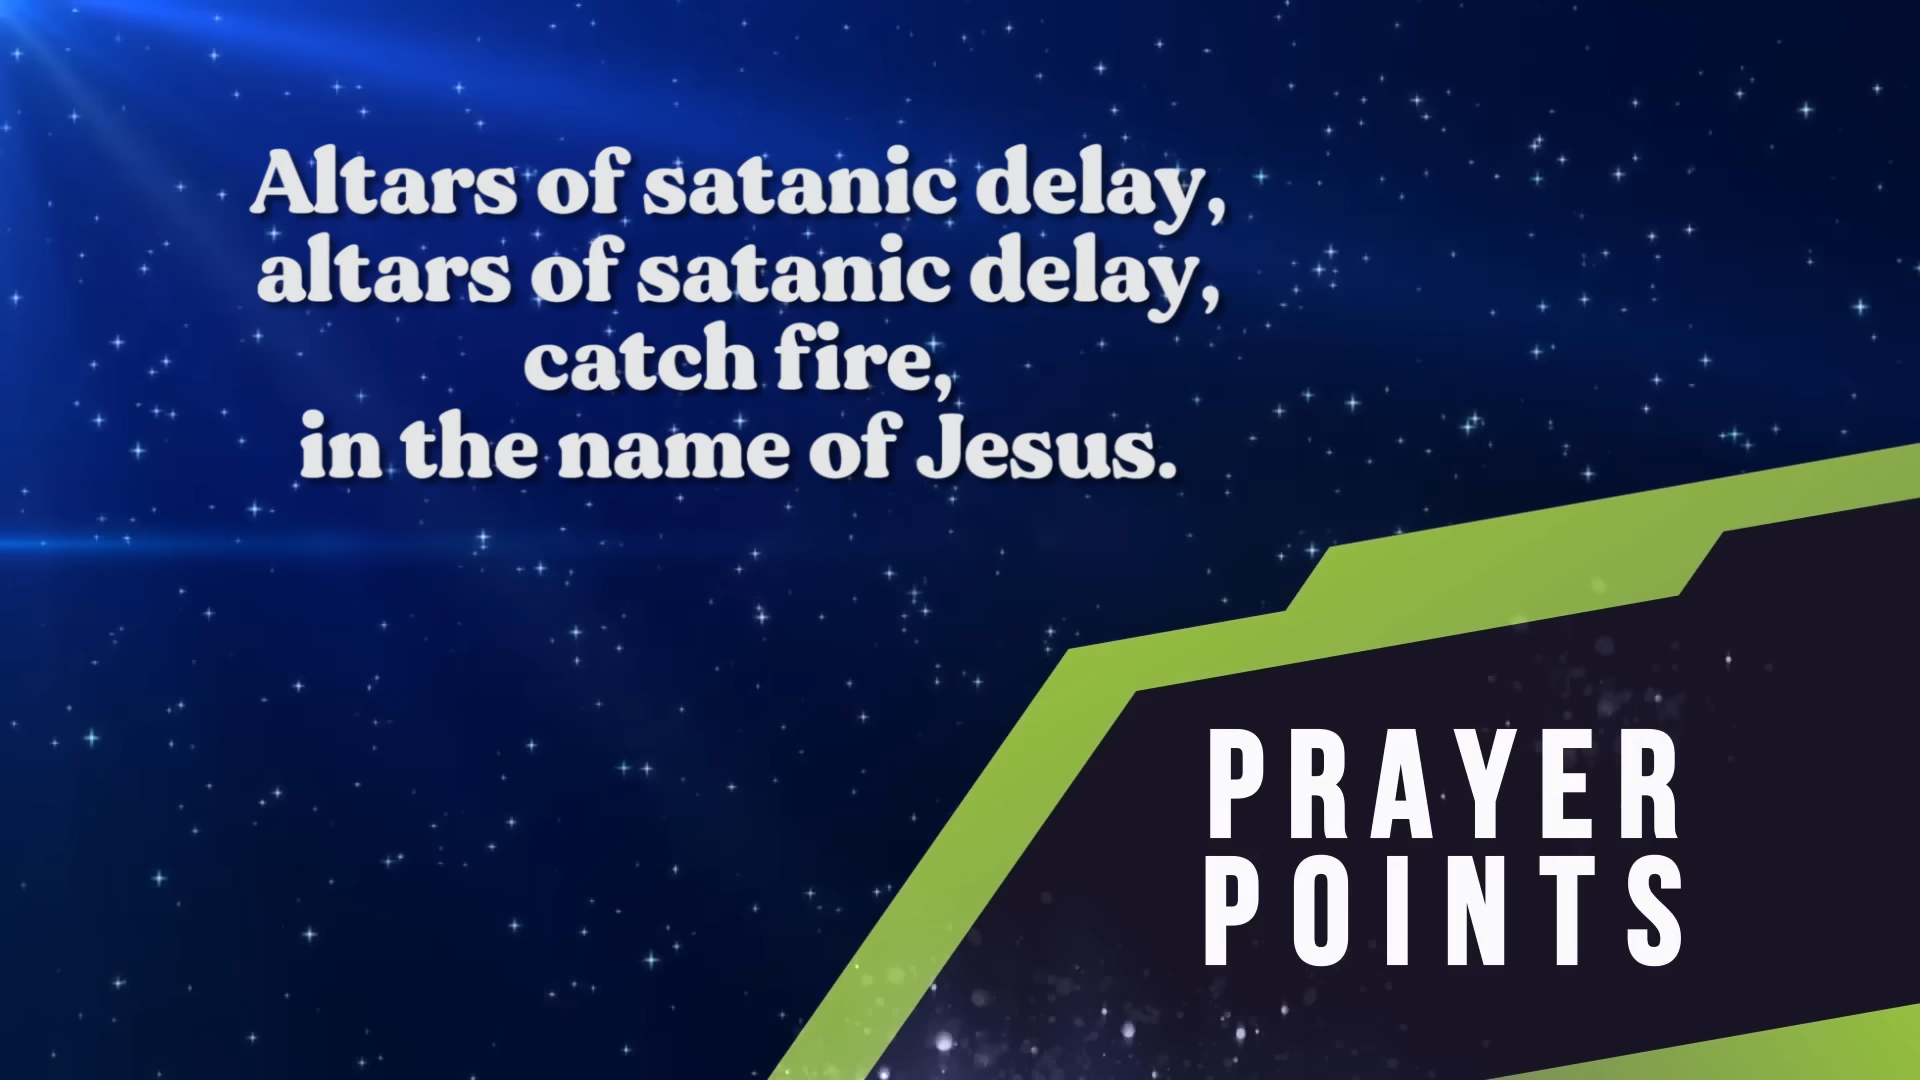 Altars of satanic delay,
altars of satanic delay,
catch fire,
in the name of Jesus.
PRAYER
POINTS